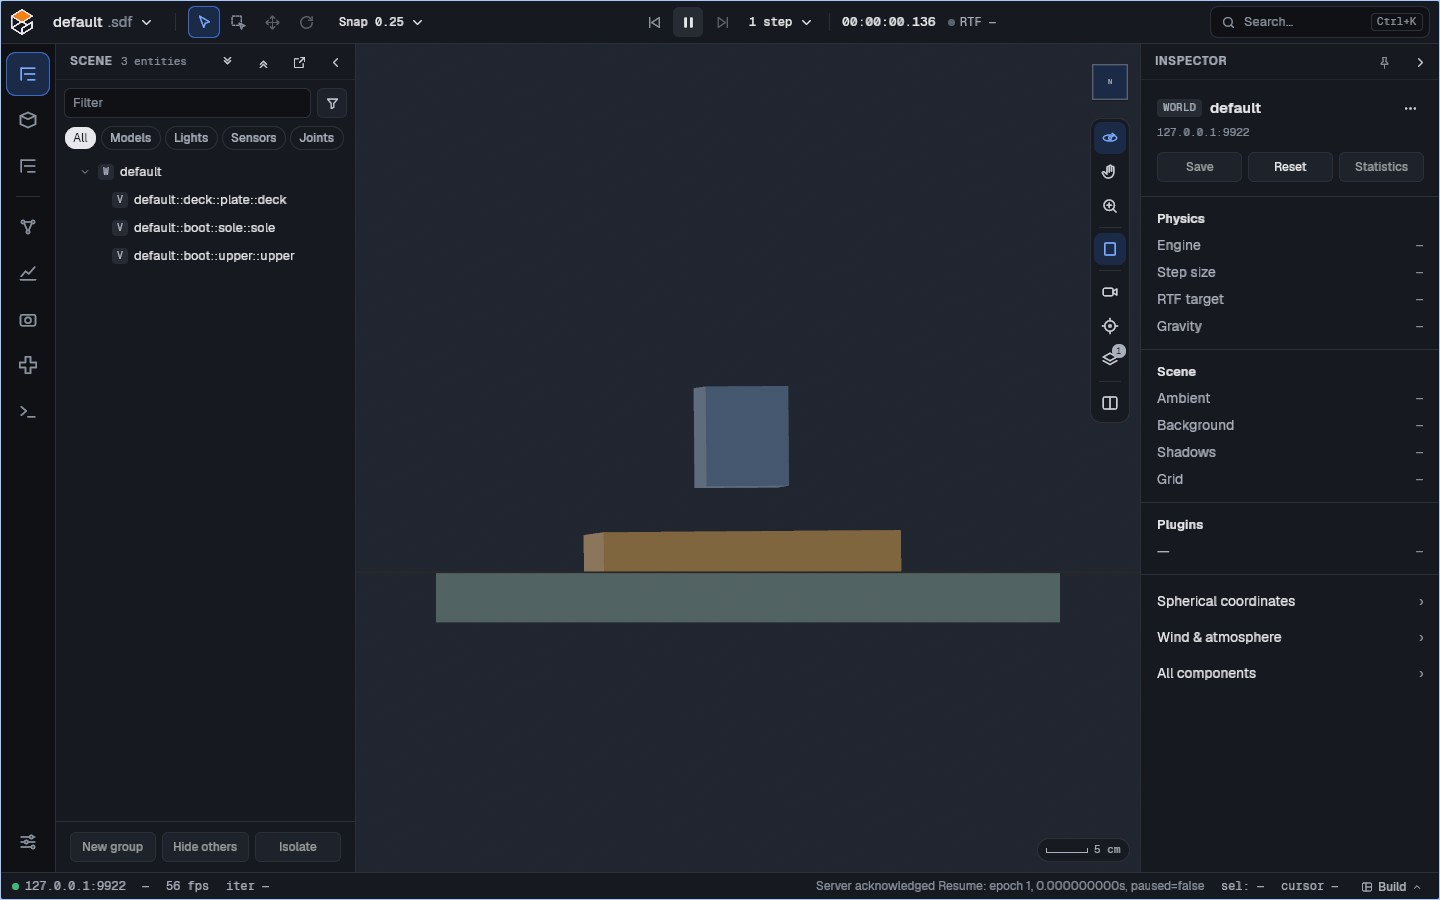 default .sdf
Snap 0.25
1 step
00:00:00.136
RTF –
Search...
Ctrl+K
SCENE 3 entities
Filter
All
Models
Lights
Sensors
Joints
W default
V default::deck::plate::deck
V default::boot::sole::sole
V default::boot::upper::upper
New group
Hide others
Isolate
N
1
5 cm
INSPECTOR
WORLD default
127.0.0.1:9922
Save
Reset
Statistics
Physics
Engine –
Step size –
RTF target –
Gravity –
Scene
Ambient –
Background –
Shadows –
Grid –
Plugins
— –
Spherical coordinates
Wind & atmosphere
All components
127.0.0.1:9922 – 56 fps iter –
Server acknowledged Resume: epoch 1, 0.000000000s, paused=false
sel: –
cursor –
Build